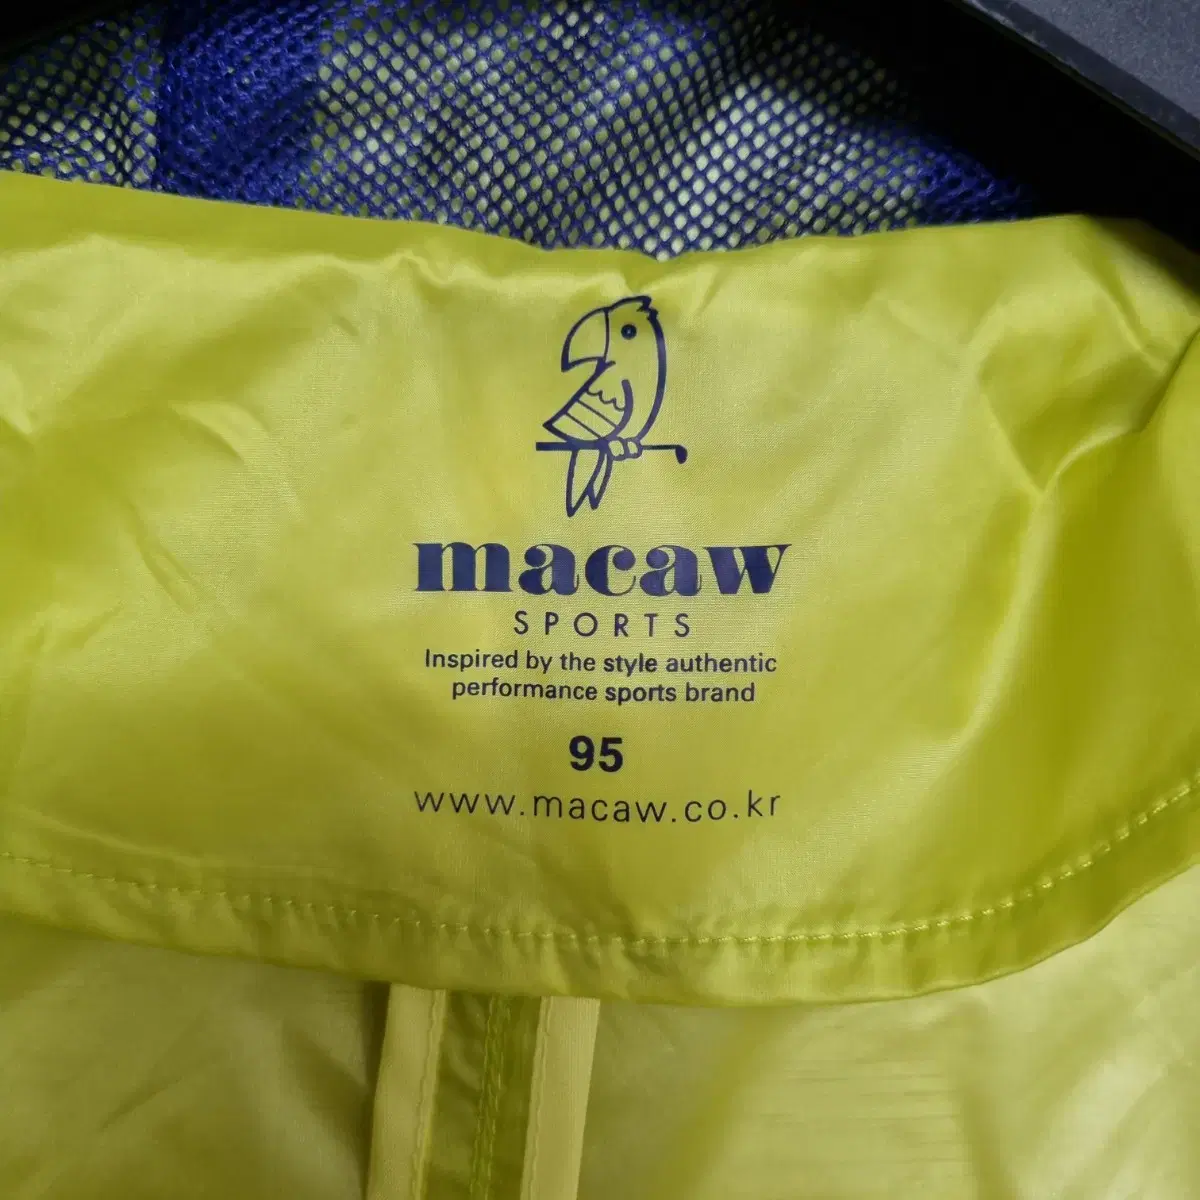 macaw
SPORTS
Inspired by the style authentic
performance sports brand
95
www.macaw.co.kr